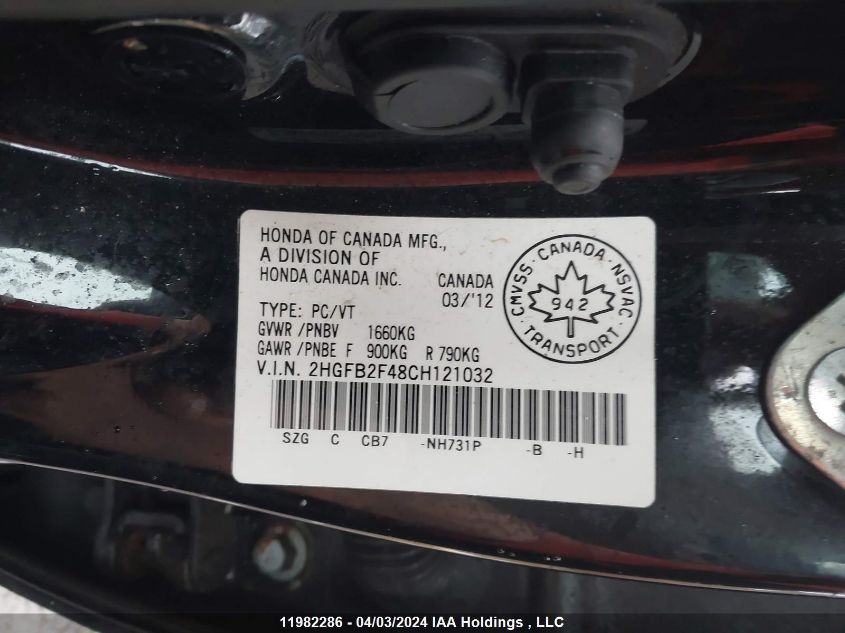 HONDA OF CANADA MFG.,
A DIVISION OF
HONDA CANADA INC. CANADA
03/'12
TYPE: PC/VT
GVWR /PNBV 1660KG
GAWR /PNBE F 900KG R 790KG
V.I.N. 2HGFB2F48CH121032
SZG C CB7 -NH731P -B -H
CMVSS · CANADA · NSVAC
942
TRANSPORT
11982286 - 04/03/2024 IAA Holdings , LLC